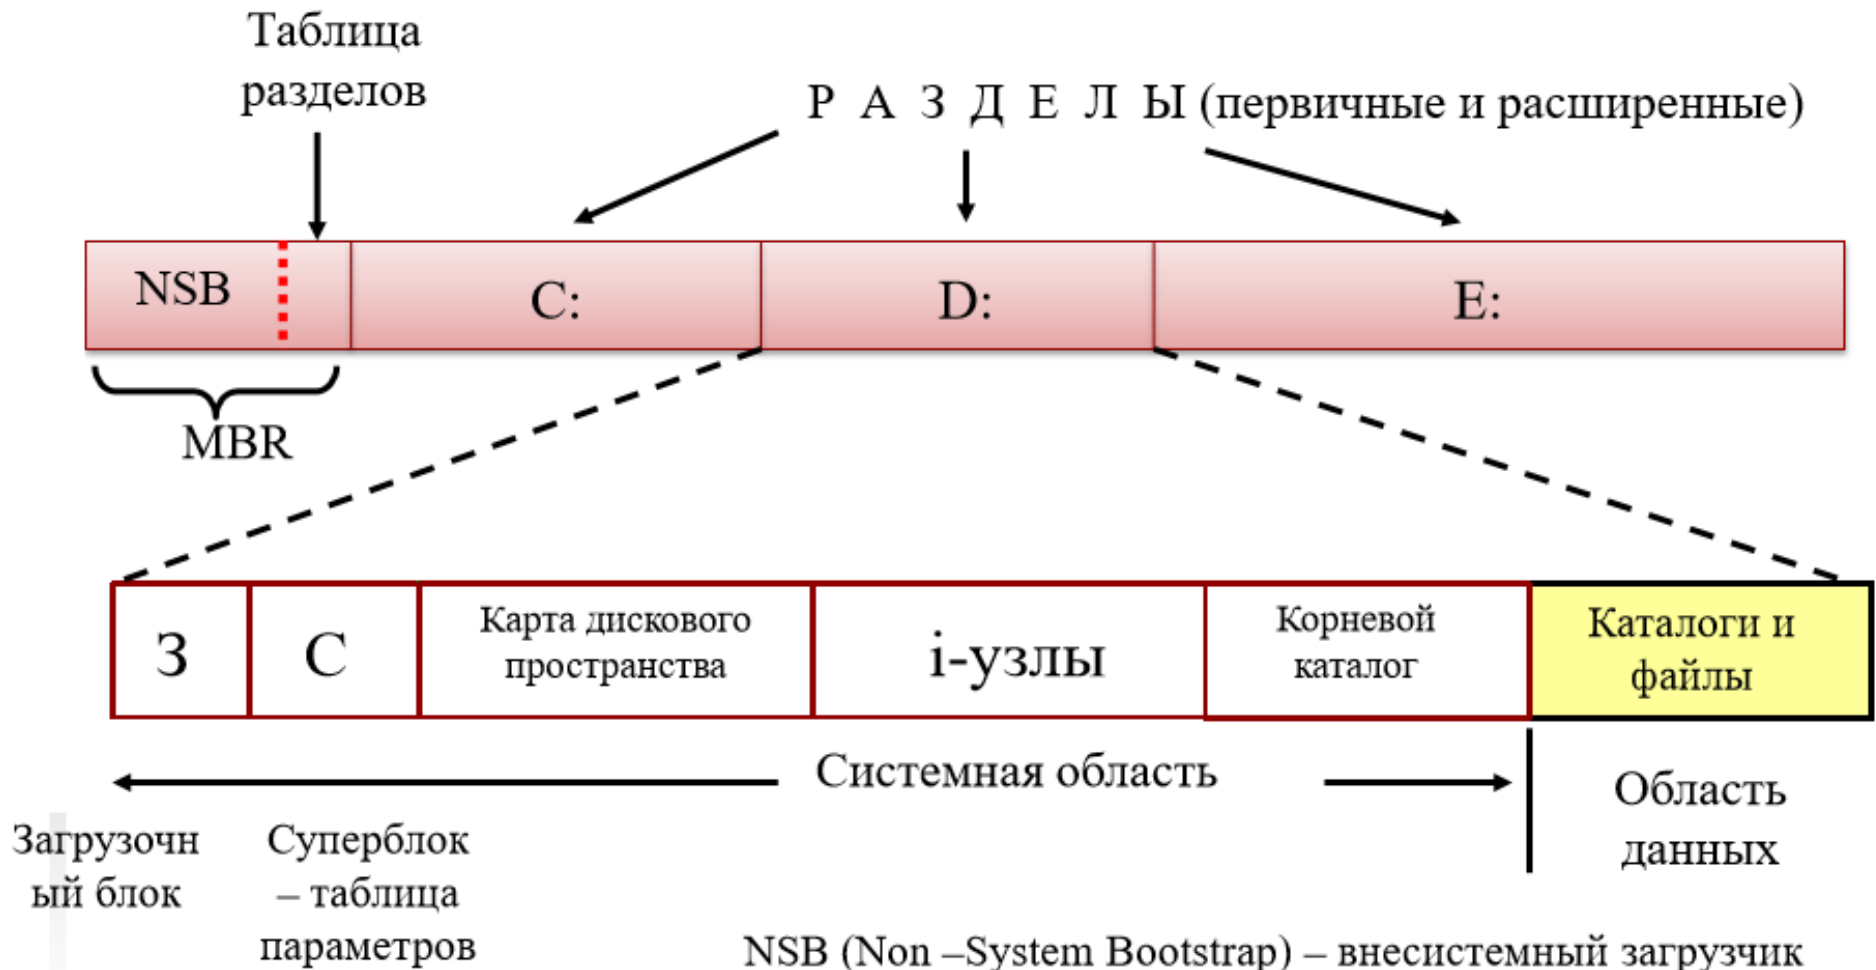 Таблица
разделов
Р А З Д Е Л Ы (первичные и расширенные)
NSB
C:
D:
E:
MBR
З
С
Карта дискового
пространства
i-узлы
Корневой
каталог
Каталоги и
файлы
Системная область
Область
данных
Загрузочн
ый блок
Суперблок
– таблица
параметров
NSB (Non –System Bootstrap) – внесистемный загрузчик